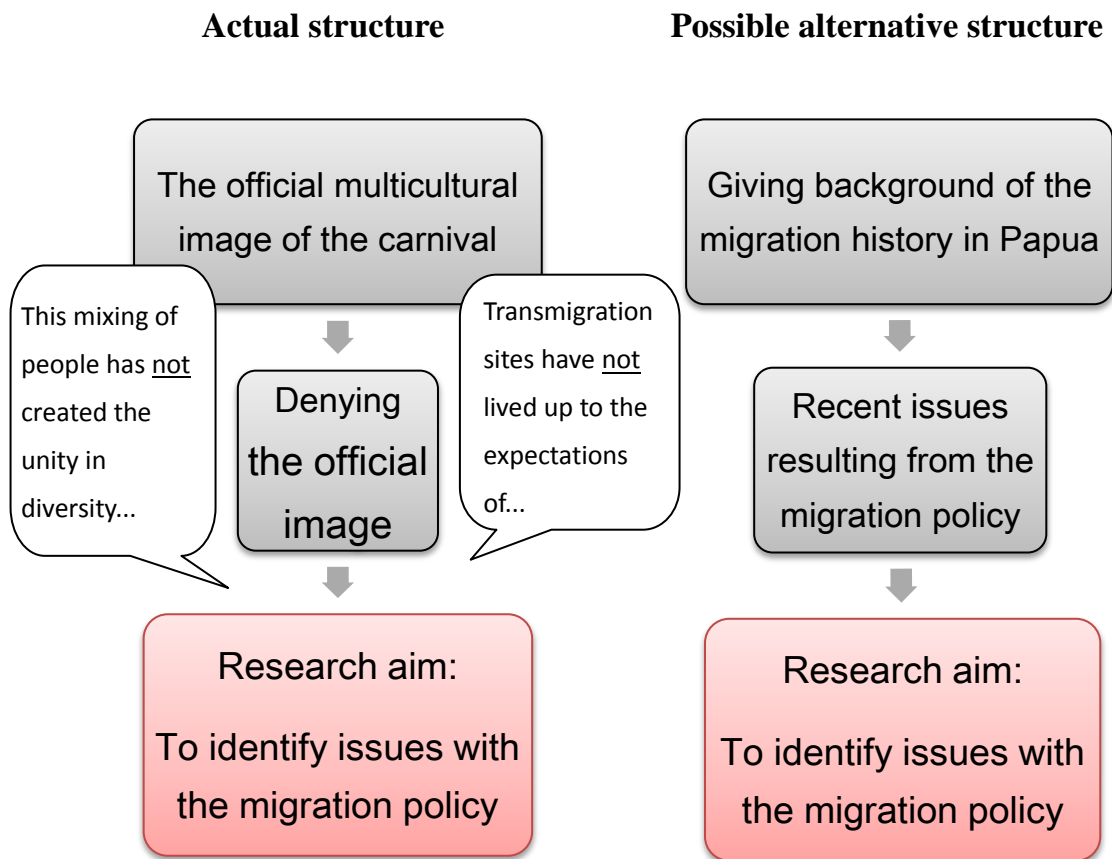 Actual structure
The official multicultural
image of the carnival
This mixing of
people has not
created the
unity in
diversity...
Transmigration
sites have not
lived up to the
expectations
of...
Denying
the official
image
Research aim:
To identify issues with
the migration policy
Possible alternative structure
Giving background of the
migration history in Papua
Recent issues
resulting from the
migration policy
Research aim:
To identify issues with
the migration policy